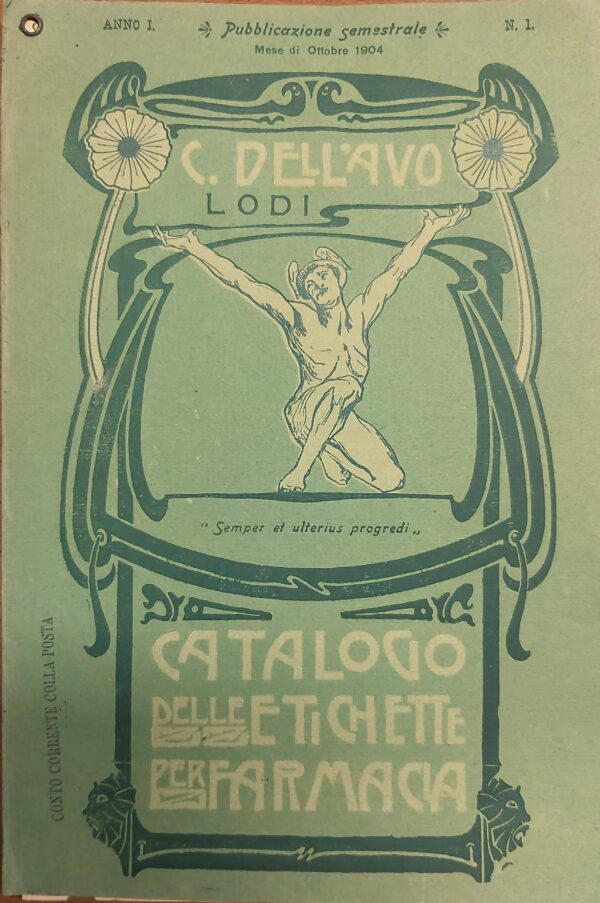 ANNO I.
Pubblicazione semestrale
N. 1.
Mese di Ottobre 1904
C. DELL'AVO
LODI
“ Semper et ulterius progredi „
CATALOGO
DELLE ETICHETTE
PER FARMACIA
CONTO CORRENTE COLLA POSTA